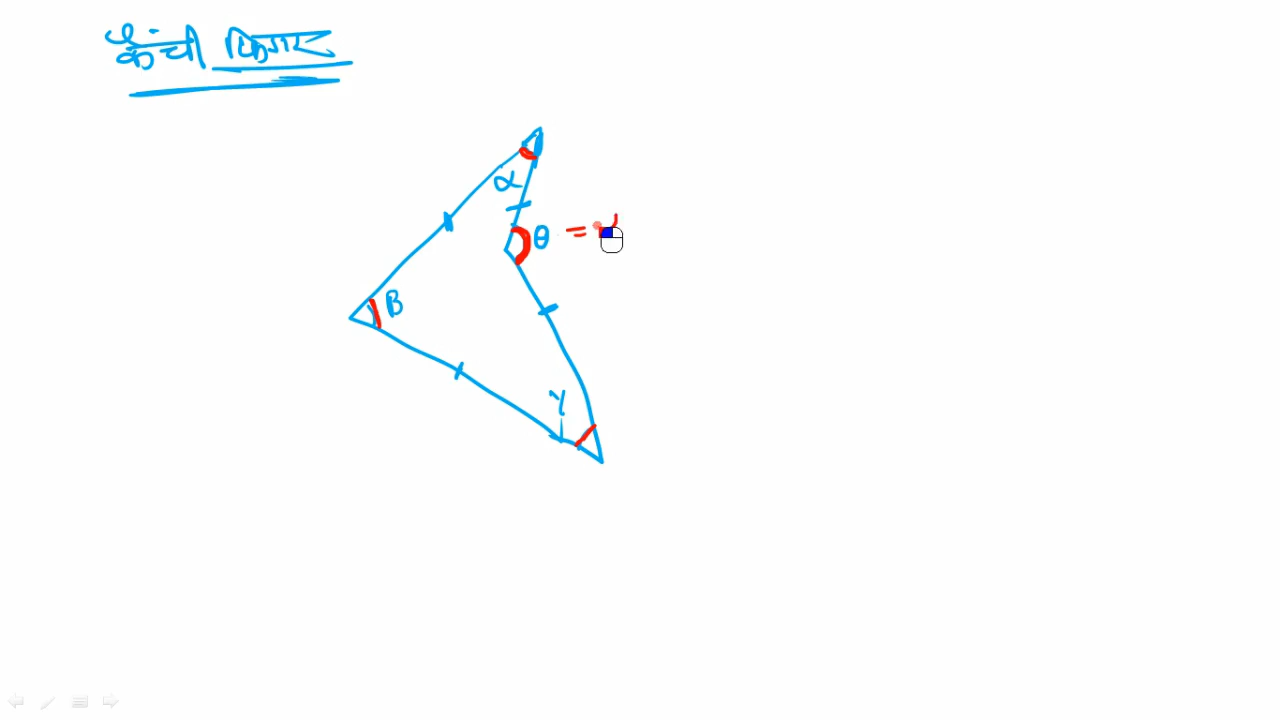 कैंची फिगर
α
θ =
β
γ